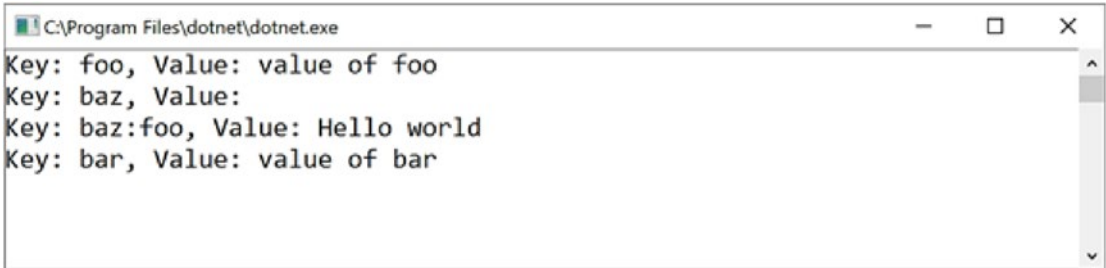 C:\Program Files\dotnet\dotnet.exe
Key: foo, Value: value of foo
Key: baz, Value:
Key: baz:foo, Value: Hello world
Key: bar, Value: value of bar